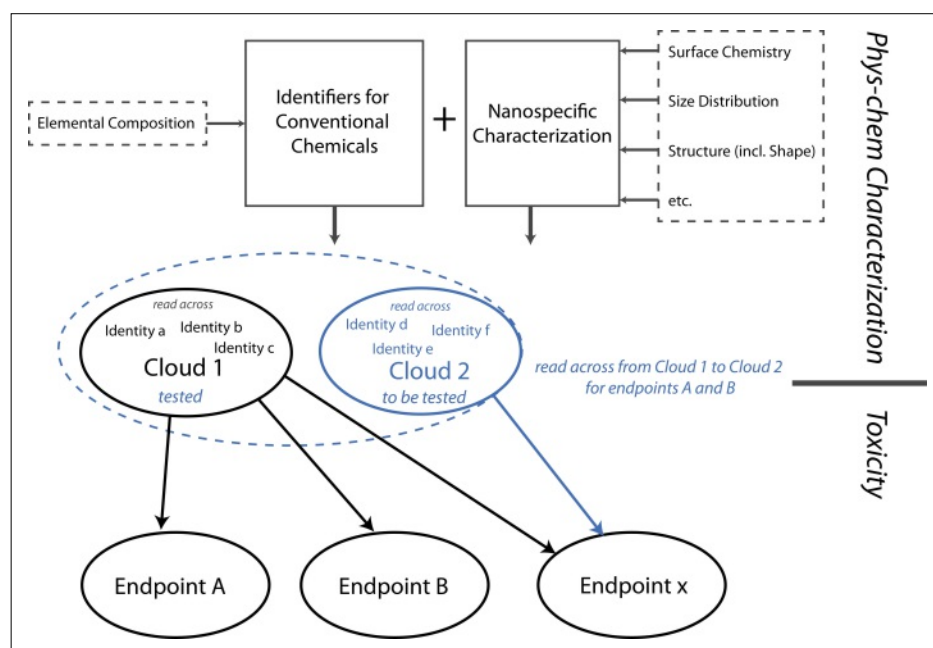 Surface Chemistry
Identifiers for
Conventional
Chemicals
Elemental Composition
+
Nanospecific
Characterization
Size Distribution
Structure (incl. Shape)
etc.
Phys-chem Characterization
read across
Identity a
Identity b
Identity c
Cloud 1
tested
read across
Identity d
Identity f
Identity e
Cloud 2
to be tested
read across from Cloud 1 to Cloud 2
for endpoints A and B
Toxicity
Endpoint A
Endpoint B
Endpoint x